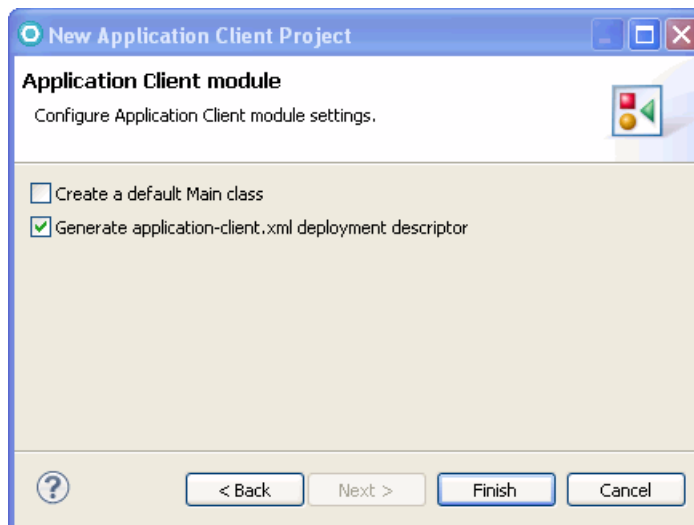 New Application Client Project
Application Client module
Configure Application Client module settings.
Create a default Main class
Generate application-client.xml deployment descriptor
?
< Back Next > Finish Cancel